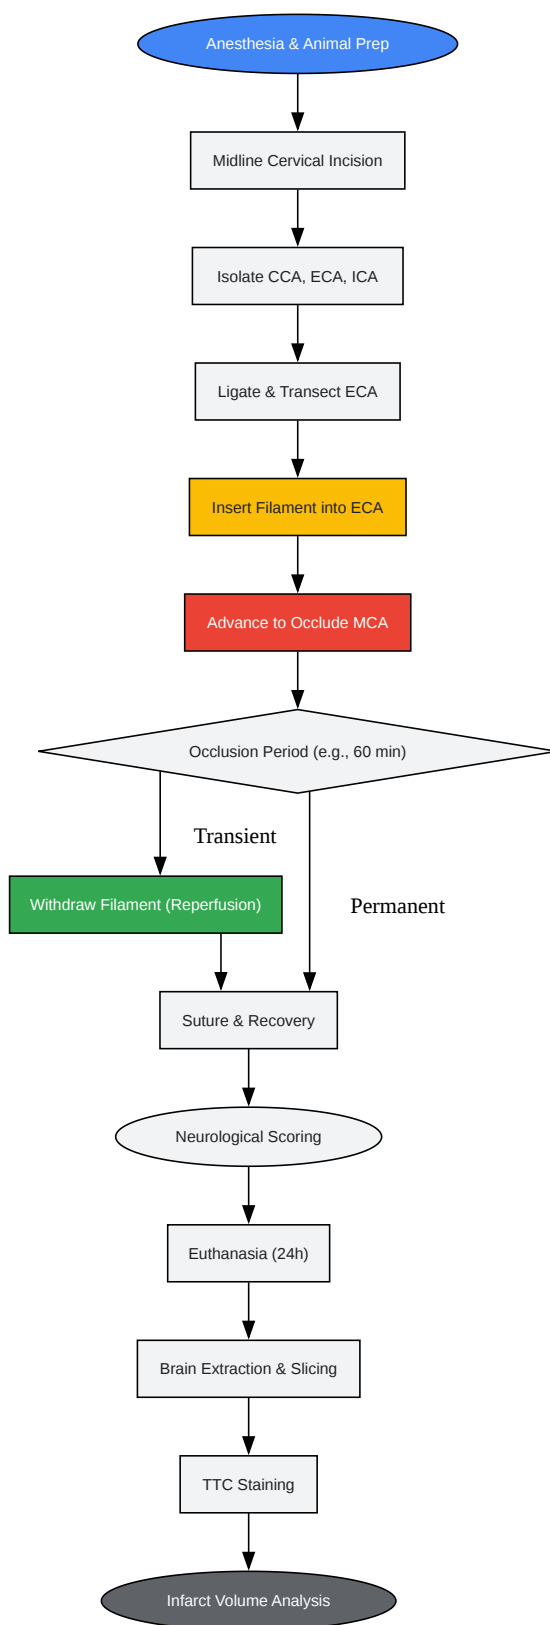 Anesthesia & Animal Prep
Midline Cervical Incision
Isolate CCA, ECA, ICA
Ligate & Transect ECA
Insert Filament into ECA
Advance to Occlude MCA
Occlusion Period (e.g., 60 min)
Transient
Withdraw Filament (Reperfusion)
Permanent
Suture & Recovery
Neurological Scoring
Euthanasia (24h)
Brain Extraction & Slicing
TTC Staining
Infarct Volume Analysis